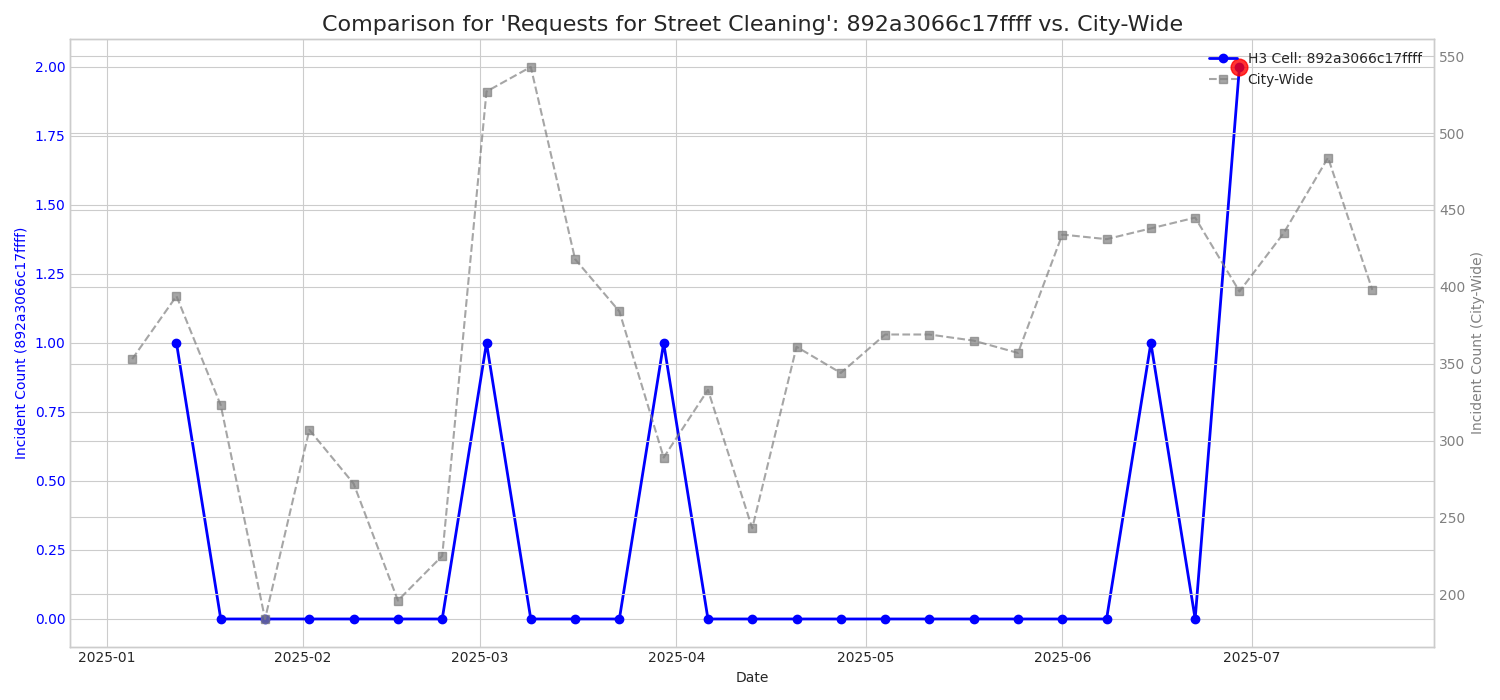 Comparison for 'Requests for Street Cleaning': 892a3066c17ffff vs. City-Wide
H3 Cell: 892a3066c17ffff
City-Wide
Incident Count (892a3066c17ffff)
2.00
1.75
1.50
1.25
1.00
0.75
0.50
0.25
0.00
550
500
450
400
350
300
250
200
Incident Count (City-Wide)
2025-01 2025-02 2025-03 2025-04 2025-05 2025-06 2025-07
Date